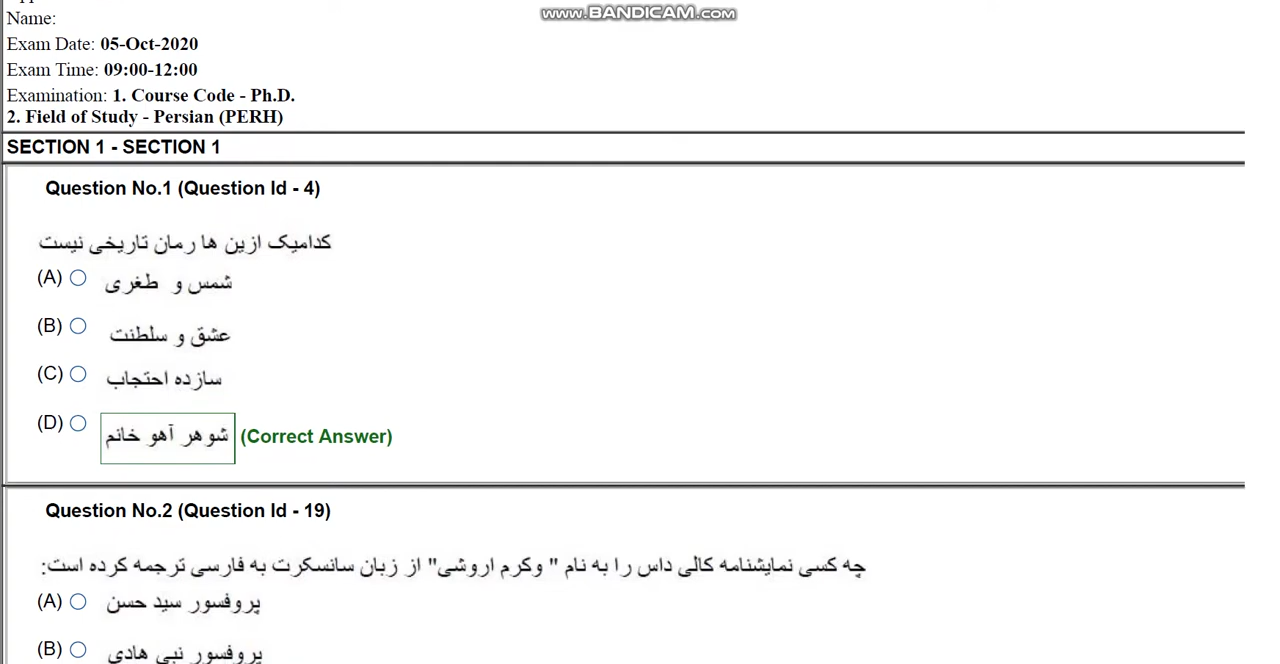 www.BANDICAM.com
Name:
Exam Date: 05-Oct-2020
Exam Time: 09:00-12:00
Examination: 1. Course Code - Ph.D.
2. Field of Study - Persian (PERH)
SECTION 1 - SECTION 1
Question No.1 (Question Id - 4)
کدامیک ازین ها رمان تاریخی نیست
(A) شمس و طغری
(B) عشق و سلطنت
(C) سازده احتجاب
(D) شوهر آهو خانم (Correct Answer)
Question No.2 (Question Id - 19)
چه کسی نمایشنامه کالی داس را به نام " وکرم اروشی" از زبان سانسکرت به فارسی ترجمه کرده است:
(A) پروفسور سید حسن
(B) پروفسور نبی هادی